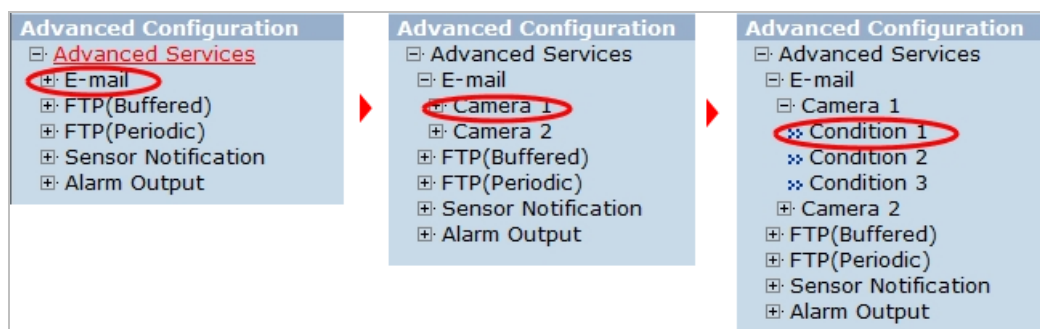 Advanced Configuration
Advanced Services
E-mail
FTP(Buffered)
FTP(Periodic)
Sensor Notification
Alarm Output
Advanced Configuration
Advanced Services
E-mail
Camera 1
Camera 2
FTP(Buffered)
FTP(Periodic)
Sensor Notification
Alarm Output
Advanced Configuration
Advanced Services
E-mail
Camera 1
Condition 1
Condition 2
Condition 3
Camera 2
FTP(Buffered)
FTP(Periodic)
Sensor Notification
Alarm Output